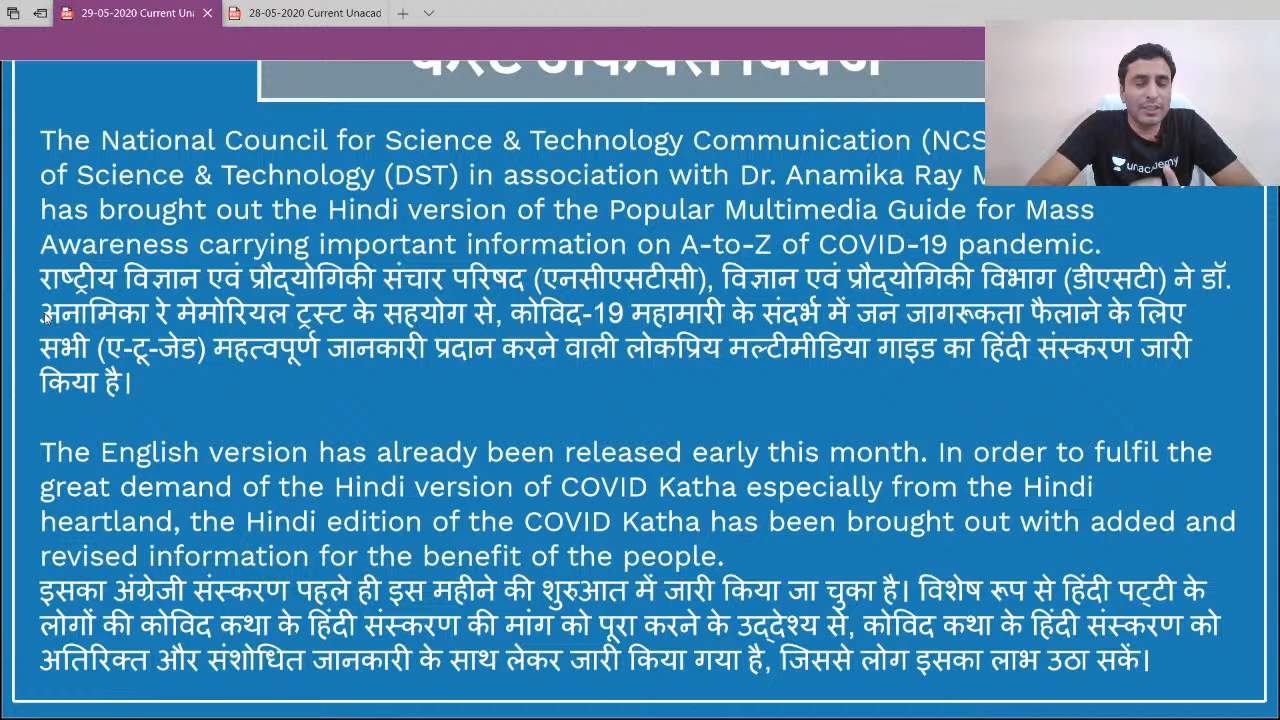 29-05-2020 Current Una
28-05-2020 Current Unacad
The National Council for Science & Technology Communication
of Science & Technology (DST) in association with Dr. Anamika Ray
has brought out the Hindi version of the Popular Multimedia Guide for Mass
Awareness carrying important information on A-to-Z of COVID-19 pandemic.
राष्ट्रीय विज्ञान एवं प्रौद्योगिकी संचार परिषद (एनसीएसटीसी), विज्ञान एवं प्रौद्योगिकी विभाग (डीएसटी) ने डॉ.
अनामिका रे मेमोरियल ट्रस्ट के सहयोग से, कोविद-19 महामारी के संदर्भ में जन जागरूकता फैलाने के लिए
सभी (ए-टू-जेड) महत्वपूर्ण जानकारी प्रदान करने वाली लोकप्रिय मल्टीमीडिया गाइड का हिंदी संस्करण जारी
किया है।
The English version has already been released early this month. In order to fulfil the
great demand of the Hindi version of COVID Katha especially from the Hindi
heartland, the Hindi edition of the COVID Katha has been brought out with added and
revised information for the benefit of the people.
इसका अंग्रेजी संस्करण पहले ही इस महीने की शुरुआत में जारी किया जा चुका है। विशेष रूप से हिंदी पट्टी के
लोगों की कोविद कथा के हिंदी संस्करण की मांग को पूरा करने के उद्देश्य से, कोविद कथा के हिंदी संस्करण को
अतिरिक्त और संशोधित जानकारी के साथ लेकर जारी किया गया है, जिससे लोग इसका लाभ उठा सकें।
unacademy